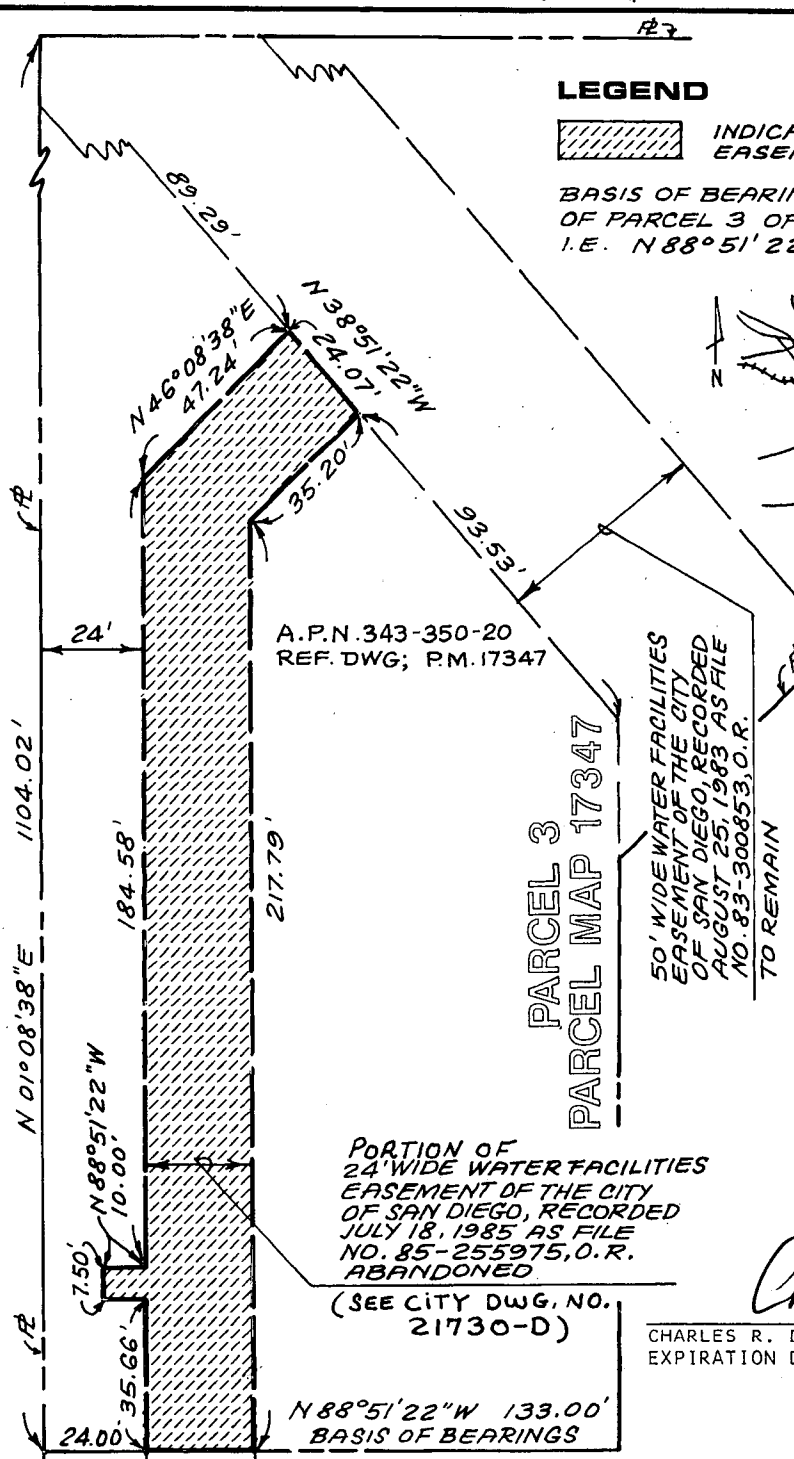 LEGEND
EASE
BASIS OF
OF PARCEL 3 OF
I.E. N 88°51'22
N
89.29'
N 46°08'38"E
47.24'
N 38°51'22"W
24.07'
35.20'
93.53'
A.P.N. 343-350-20
REF. DWG; P.M. 17347
24'
1104.02'
N 01°08'38"E
184.58'
217.79'
PARCEL 3
PARCEL MAP 17347
50' WIDE WATER FACILITIES
EASEMENT OF THE CITY
OF SAN DIEGO, RECORDED
AUGUST 25, 1983 AS FILE
NO. 83-300853, O.R.
TO REMAIN
N 88°51'22"W
10.00'
7.50'
35.66'
PORTION OF
24' WIDE WATER FACILITIES
EASEMENT OF THE CITY
OF SAN DIEGO, RECORDED
JULY 18, 1985 AS FILE
NO. 85-255975, O.R.
ABANDONED
(SEE CITY DWG. NO.
21730-D)
CHARLES R. D
EXPIRATION D
24.00'
N 88°51'22"W 133.00'
BASIS OF BEARINGS